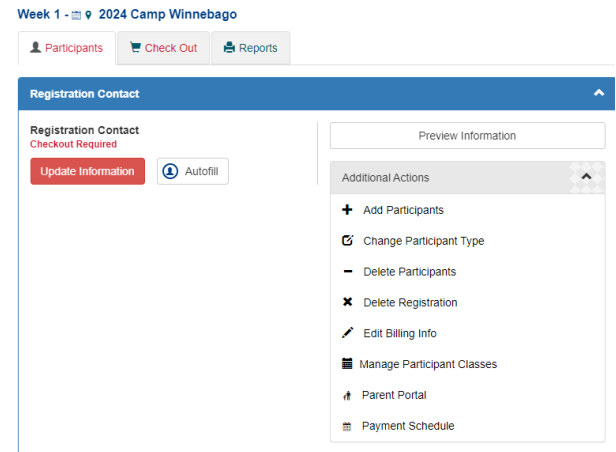 Week 1 - 2024 Camp Winnebago
Participants
Check Out
Reports
Registration Contact
Registration Contact
Checkout Required
Update Information
Autofill
Preview Information
Additional Actions
Add Participants
Change Participant Type
Delete Participants
Delete Registration
Edit Billing Info
Manage Participant Classes
Parent Portal
Payment Schedule